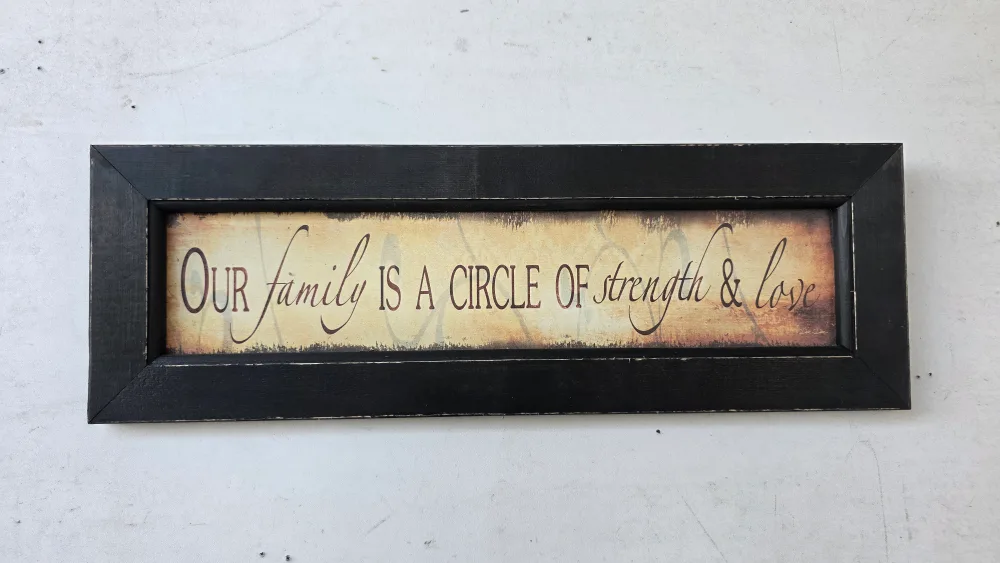 OUR family IS A CIRCLE OF strength & love